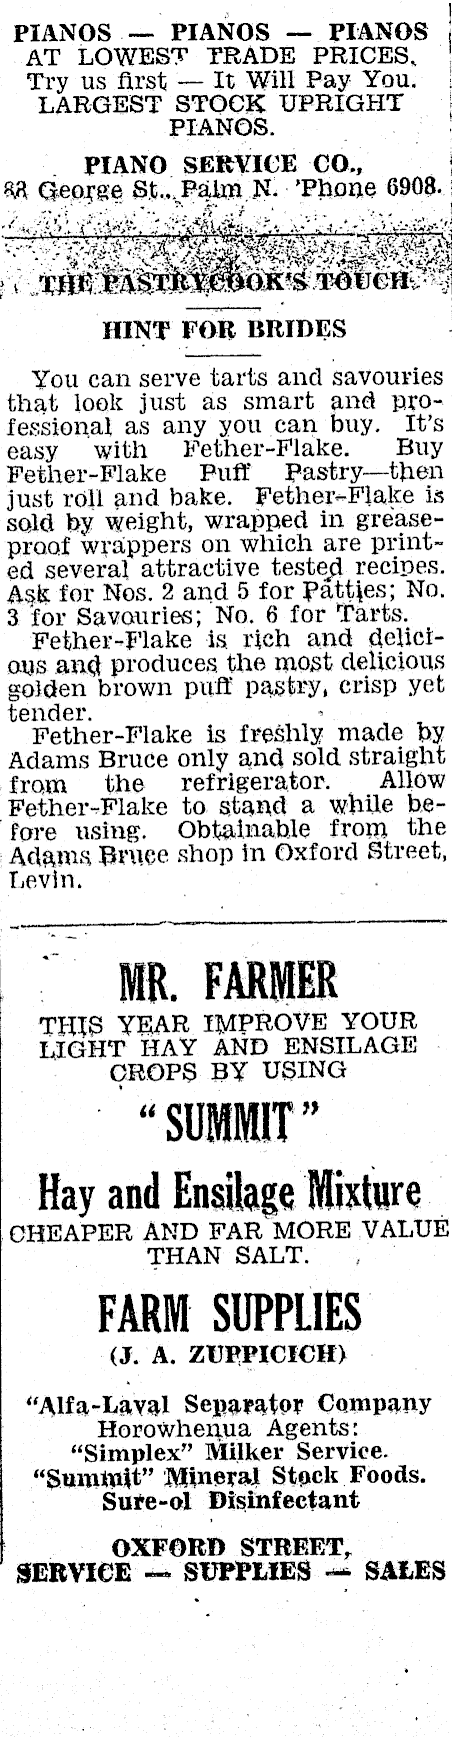 PIANOS — PIANOS — PIANOS
AT LOWEST TRADE PRICES.
Try us first — It Will Pay You.
LARGEST STOCK UPRIGHT
PIANOS.
PIANO SERVICE CO.,
88 George St., Palm N. 'Phone 6908.
THE PASTRYCOOK'S TOUCH
HINT FOR BRIDES
You can serve tarts and savouries
that look just as smart and pro-
fessional as any you can buy. It's
easy with Fether-Flake. Buy
Fether-Flake Puff Pastry—then
just roll and bake. Fether-Flake is
sold by weight, wrapped in grease-
proof wrappers on which are print-
ed several attractive tested recipes.
Ask for Nos. 2 and 5 for Patties; No.
3 for Savouries; No. 6 for Tarts.
Fether-Flake is rich and delici-
ous and produces the most delicious
golden brown puff pastry, crisp yet
tender.
Fether-Flake is freshly made by
Adams Bruce only and sold straight
from the refrigerator. Allow
Fether-Flake to stand a while be-
fore using. Obtainable from the
Adams Bruce shop in Oxford Street,
Levin.
MR. FARMER
THIS YEAR IMPROVE YOUR
LIGHT HAY AND ENSILAGE
CROPS BY USING
"SUMMIT"
Hay and Ensilage Mixture
CHEAPER AND FAR MORE VALUE
THAN SALT.
FARM SUPPLIES
(J. A. ZUPPICICH)
"Alfa-Laval Separator Company
Horowhenua Agents:
"Simplex" Milker Service.
"Summit" Mineral Stock Foods.
Sure-ol Disinfectant
OXFORD STREET,
SERVICE — SUPPLIES — SALES